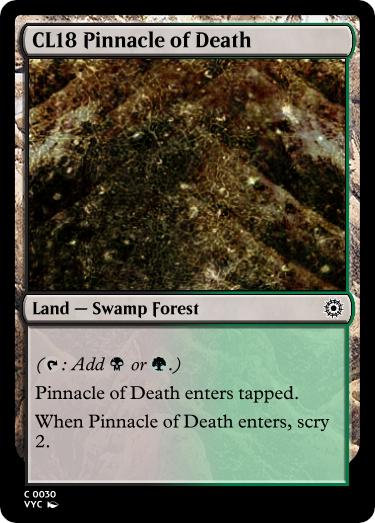 CL18 Pinnacle of Death
Land — Swamp Forest
(: Add or .)
Pinnacle of Death enters tapped.
When Pinnacle of Death enters, scry
2.
C 0030
VYC